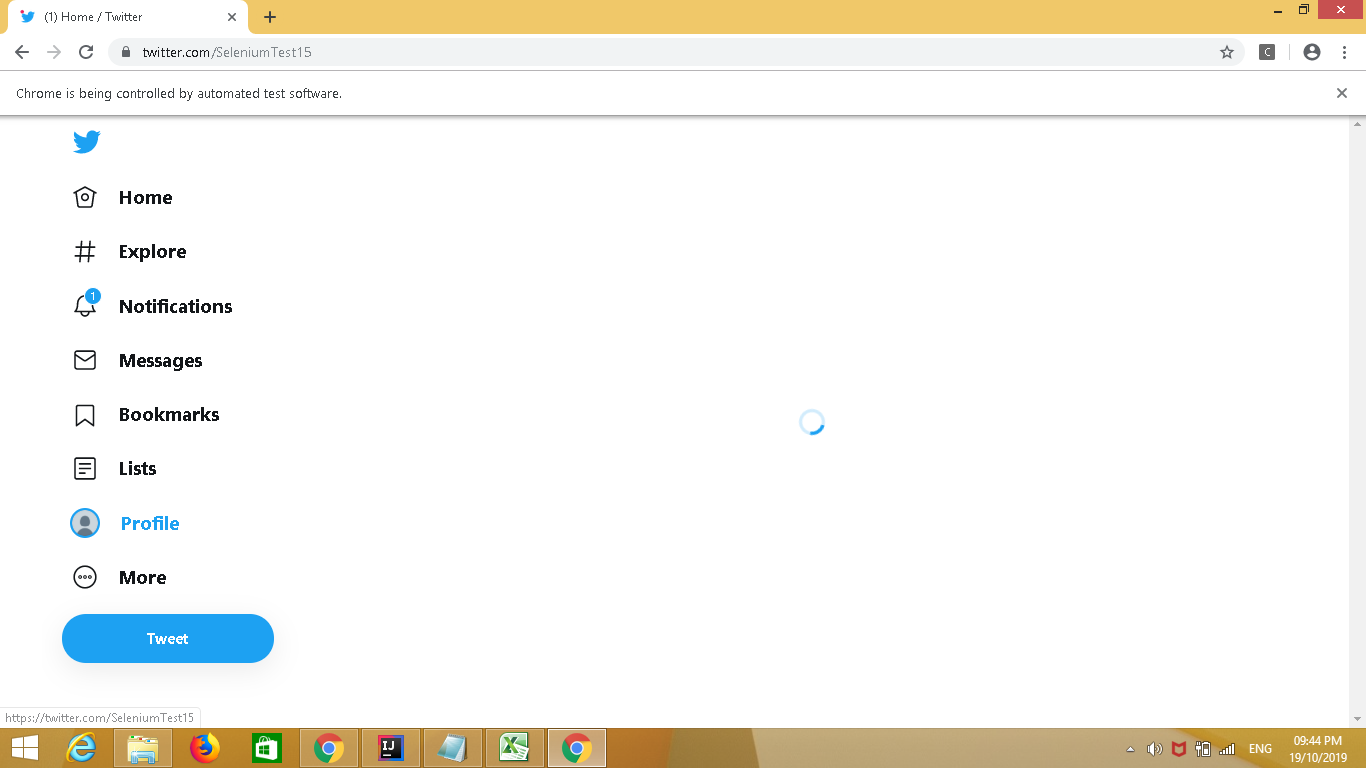 (1) Home / Twitter
twitter.com/SeleniumTest15
C
Chrome is being controlled by automated test software.
Home
Explore
1
Notifications
Messages
Bookmarks
Lists
Profile
More
Tweet
https://twitter.com/SeleniumTest15
IJ
ENG
09:44 PM
19/10/2019